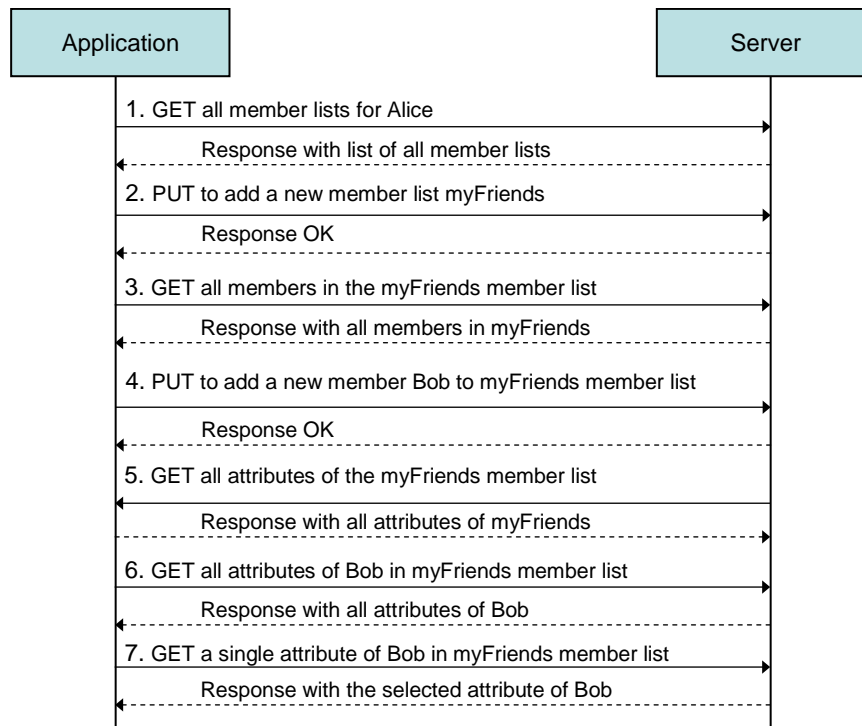 Application
Server
1. GET all member lists for Alice
Response with list of all member lists
2. PUT to add a new member list myFriends
Response OK
3. GET all members in the myFriends member list
Response with all members in myFriends
4. PUT to add a new member Bob to myFriends member list
Response OK
5. GET all attributes of the myFriends member list
Response with all attributes of myFriends
6. GET all attributes of Bob in myFriends member list
Response with all attributes of Bob
7. GET a single attribute of Bob in myFriends member list
Response with the selected attribute of Bob